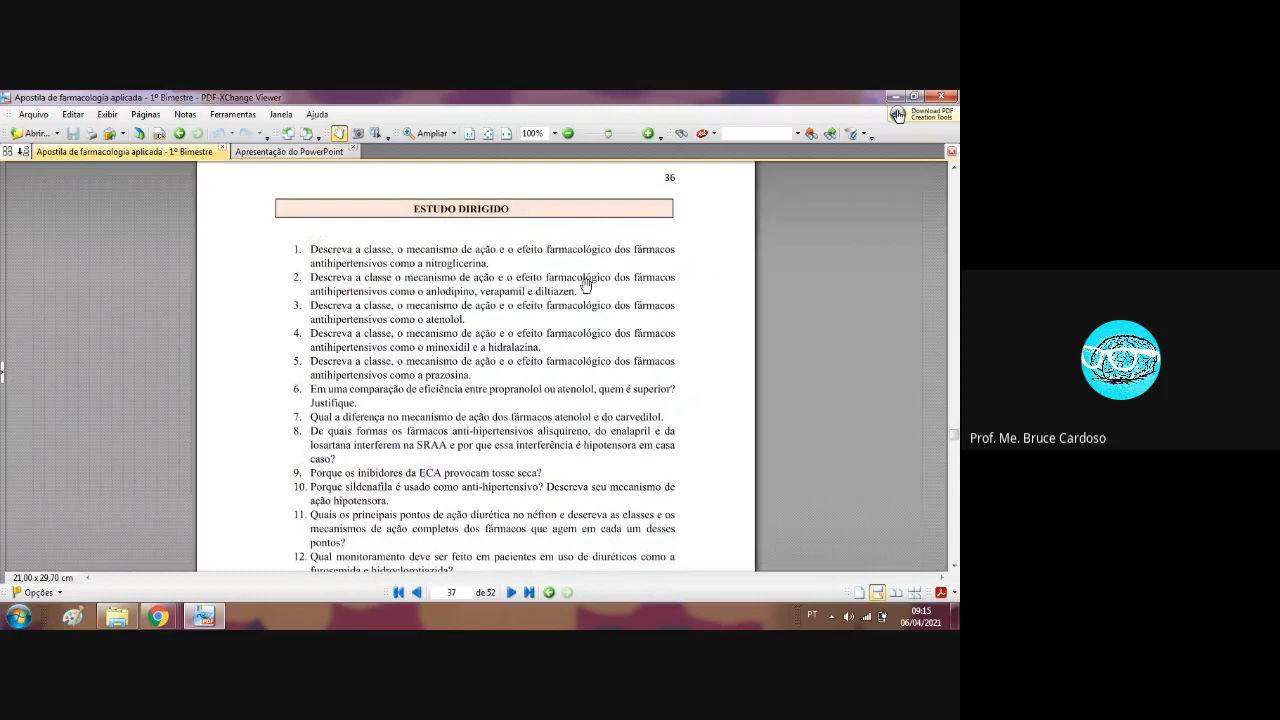 Apostila de farmacologia aplicada - 1º Bimestre - PDF-XChange Viewer
Arquivo Editar Exibir Páginas Notas Ferramentas Janela Ajuda
Download PDF
Creation Tools
Abrir... Ampliar 100%
Apostila de farmacologia aplicada - 1º Bimestre Apresentação do PowerPoint
36
ESTUDO DIRIGIDO
1. Descreva a classe, o mecanismo de ação e o efeito farmacológico dos fármacos
antihipertensivos como a nitroglicerina.
2. Descreva a classe o mecanismo de ação e o efeito farmacológico dos fármacos
antihipertensivos como o anlodipino, verapamil e diltiazen.
3. Descreva a classe, o mecanismo de ação e o efeito farmacológico dos fármacos
antihipertensivos como o atenolol.
4. Descreva a classe, o mecanismo de ação e o efeito farmacológico dos fármacos
antihipertensivos como o minoxidil e a hidralazina.
5. Descreva a classe, o mecanismo de ação e o efeito farmacológico dos fármacos
antihipertensivos como a prazosina.
6. Em uma comparação de eficiência entre propranolol ou atenolol, quem é superior?
Justifique.
7. Qual a diferença no mecanismo de ação dos fármacos atenolol e do carvedilol.
8. De quais formas os fármacos anti-hipertensivos alisquireno, do enalapril e da
losartana interferem na SRAA e por que essa interferência é hipotensora em casa
caso?
9. Porque os inibidores da ECA provocam tosse seca?
10. Porque sildenafila é usado como anti-hipertensivo? Descreva seu mecanismo de
ação hipotensora.
11. Quais os principais pontos de ação diurética no néfron e descreva as classes e os
mecanismos de ação completos dos fármacos que agem em cada um desses
pontos?
12. Qual monitoramento deve ser feito em pacientes em uso de diuréticos como a
furosemida e hidroclorotiazida?
21,00 x 29,70 cm
Opções 37 de 52
PT 09:15
06/04/2021
Prof. Me. Bruce Cardoso